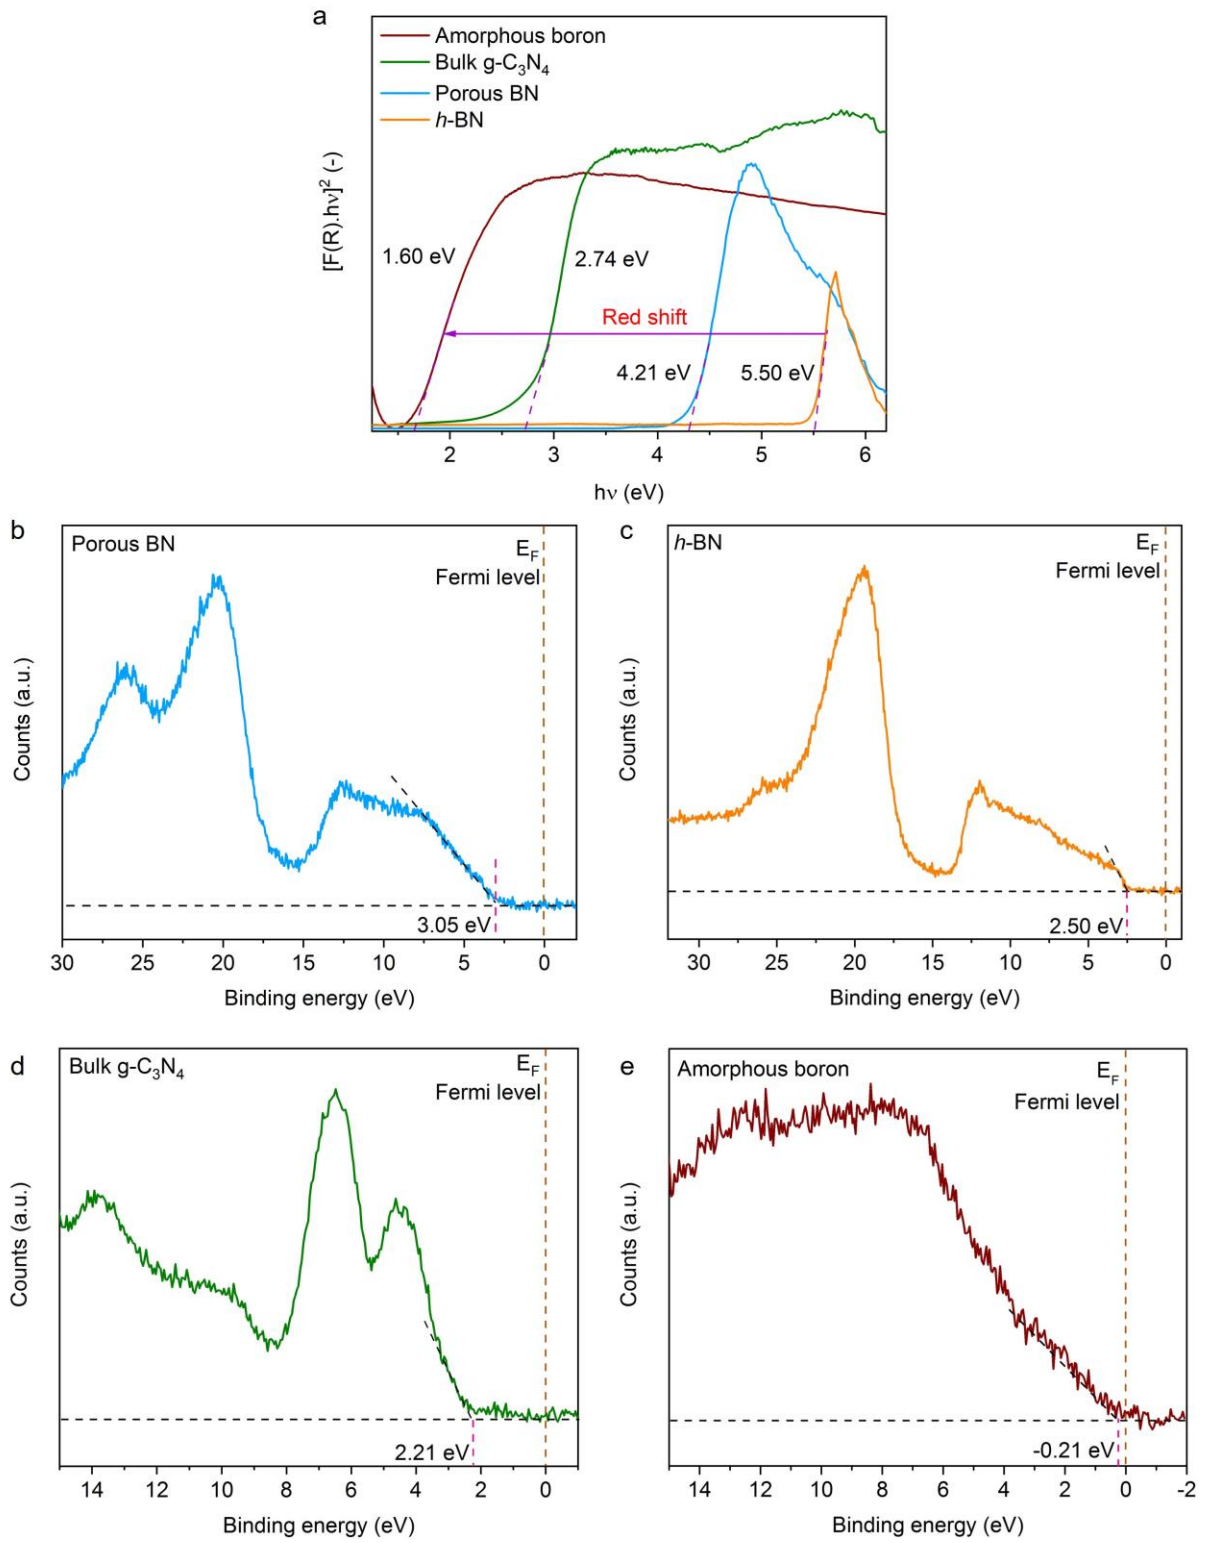 a
Amorphous boron
Bulk g-C₃N₄
Porous BN
h-BN
[F(R).hν]² (-)
1.60 eV
2.74 eV
Red shift
4.21 eV
5.50 eV
2 3 4 5 6
hν (eV)
b
Porous BN
E_F
Fermi level
Counts (a.u.)
3.05 eV
30 25 20 15 10 5 0
Binding energy (eV)
c
h-BN
E_F
Fermi level
Counts (a.u.)
2.50 eV
30 25 20 15 10 5 0
Binding energy (eV)
d
Bulk g-C₃N₄
E_F
Fermi level
Counts (a.u.)
2.21 eV
14 12 10 8 6 4 2 0
Binding energy (eV)
e
Amorphous boron
E_F
Fermi level
Counts (a.u.)
-0.21 eV
14 12 10 8 6 4 2 0 -2
Binding energy (eV)